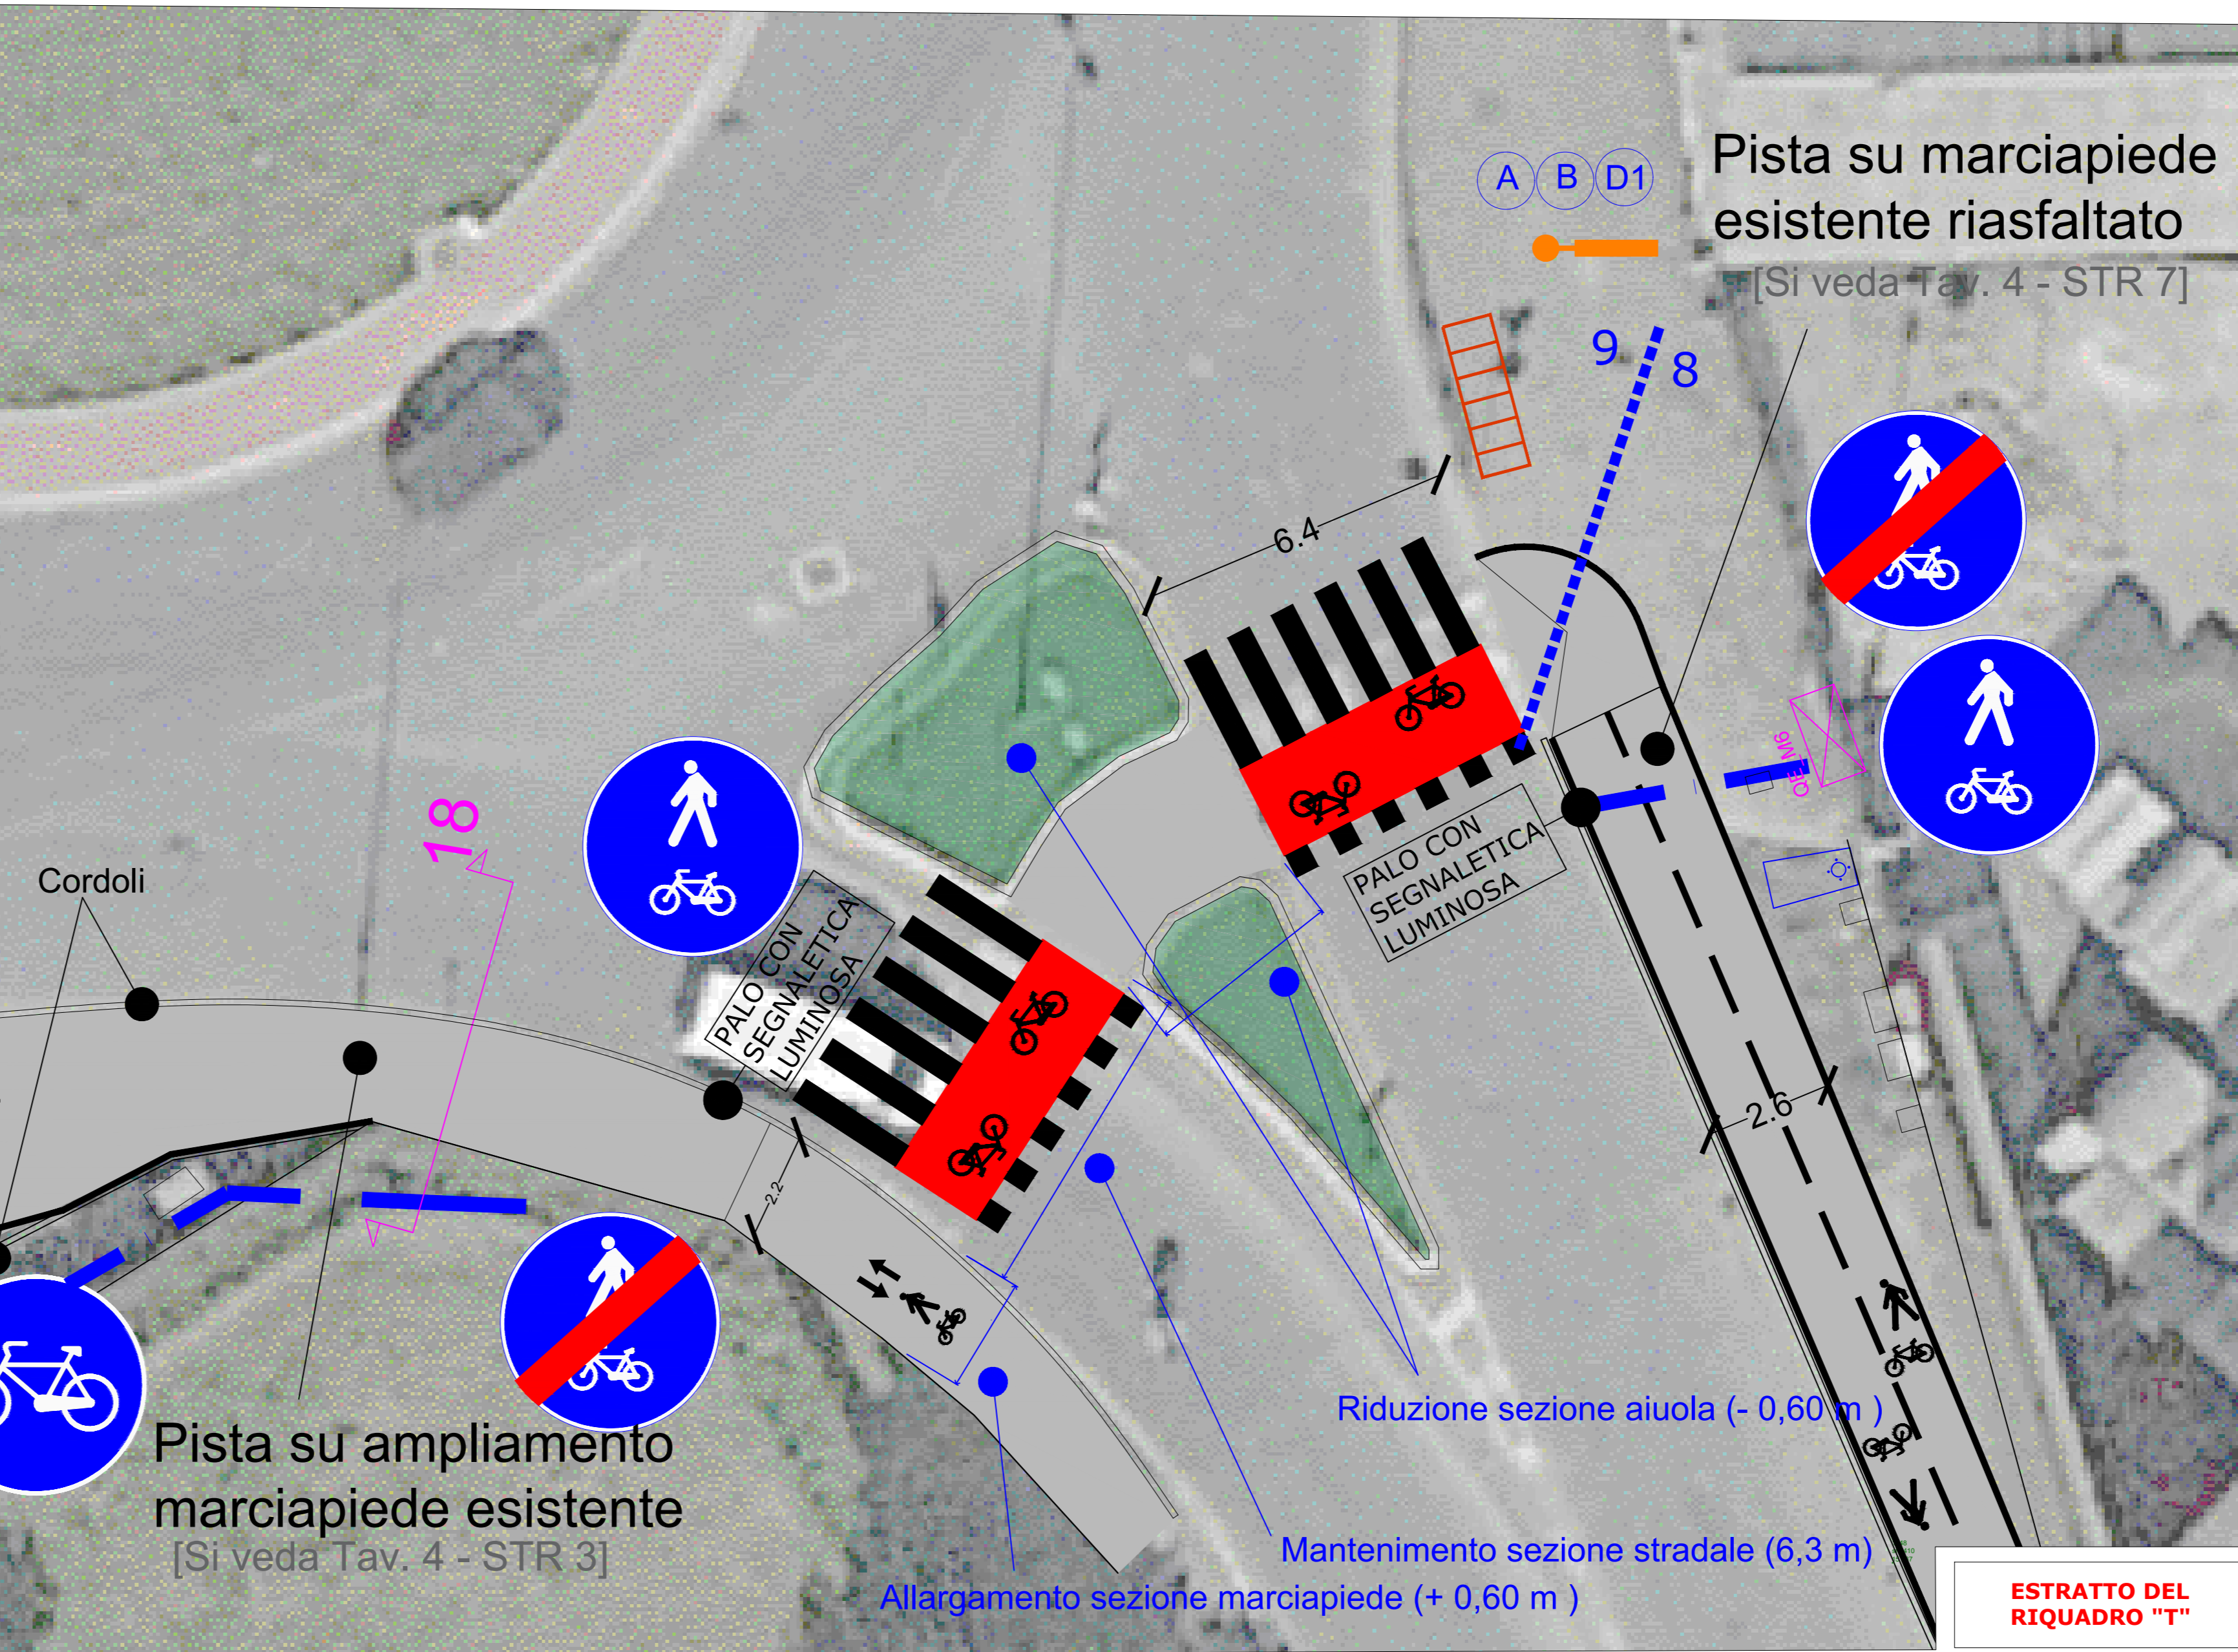 A B D1
Pista su marciapiede
esistente riasfaltato
[Si veda Tav. 4 - STR 7]
9 8
6.4
QE-M6
18
Cordoli
PALO CON
SEGNALETICA
LUMINOSA
PALO CON
SEGNALETICA
LUMINOSA
2.6
2.2
Riduzione sezione aiuola (- 0,60 m )
Pista su ampliamento
marciapiede esistente
[Si veda Tav. 4 - STR 3]
Mantenimento sezione stradale (6,3 m)
Allargamento sezione marciapiede (+ 0,60 m )
ESTRATTO DEL
RIQUADRO "T"